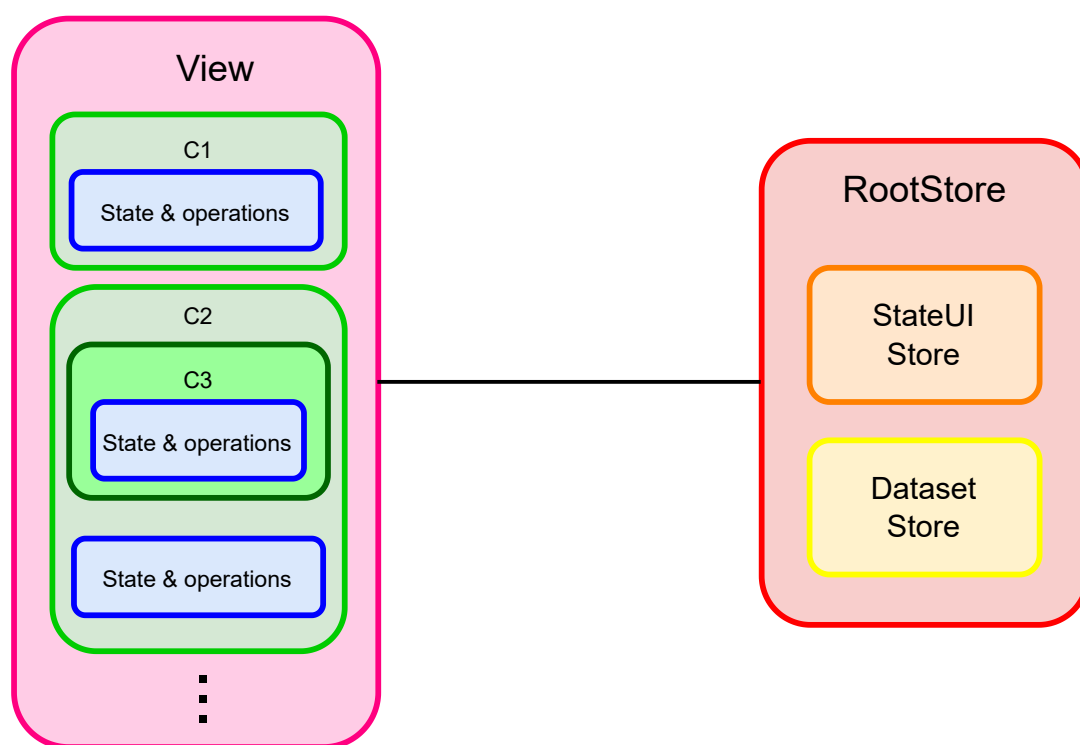 View
C1
State & operations
C2
C3
State & operations
State & operations
RootStore
StateUI
Store
Dataset
Store